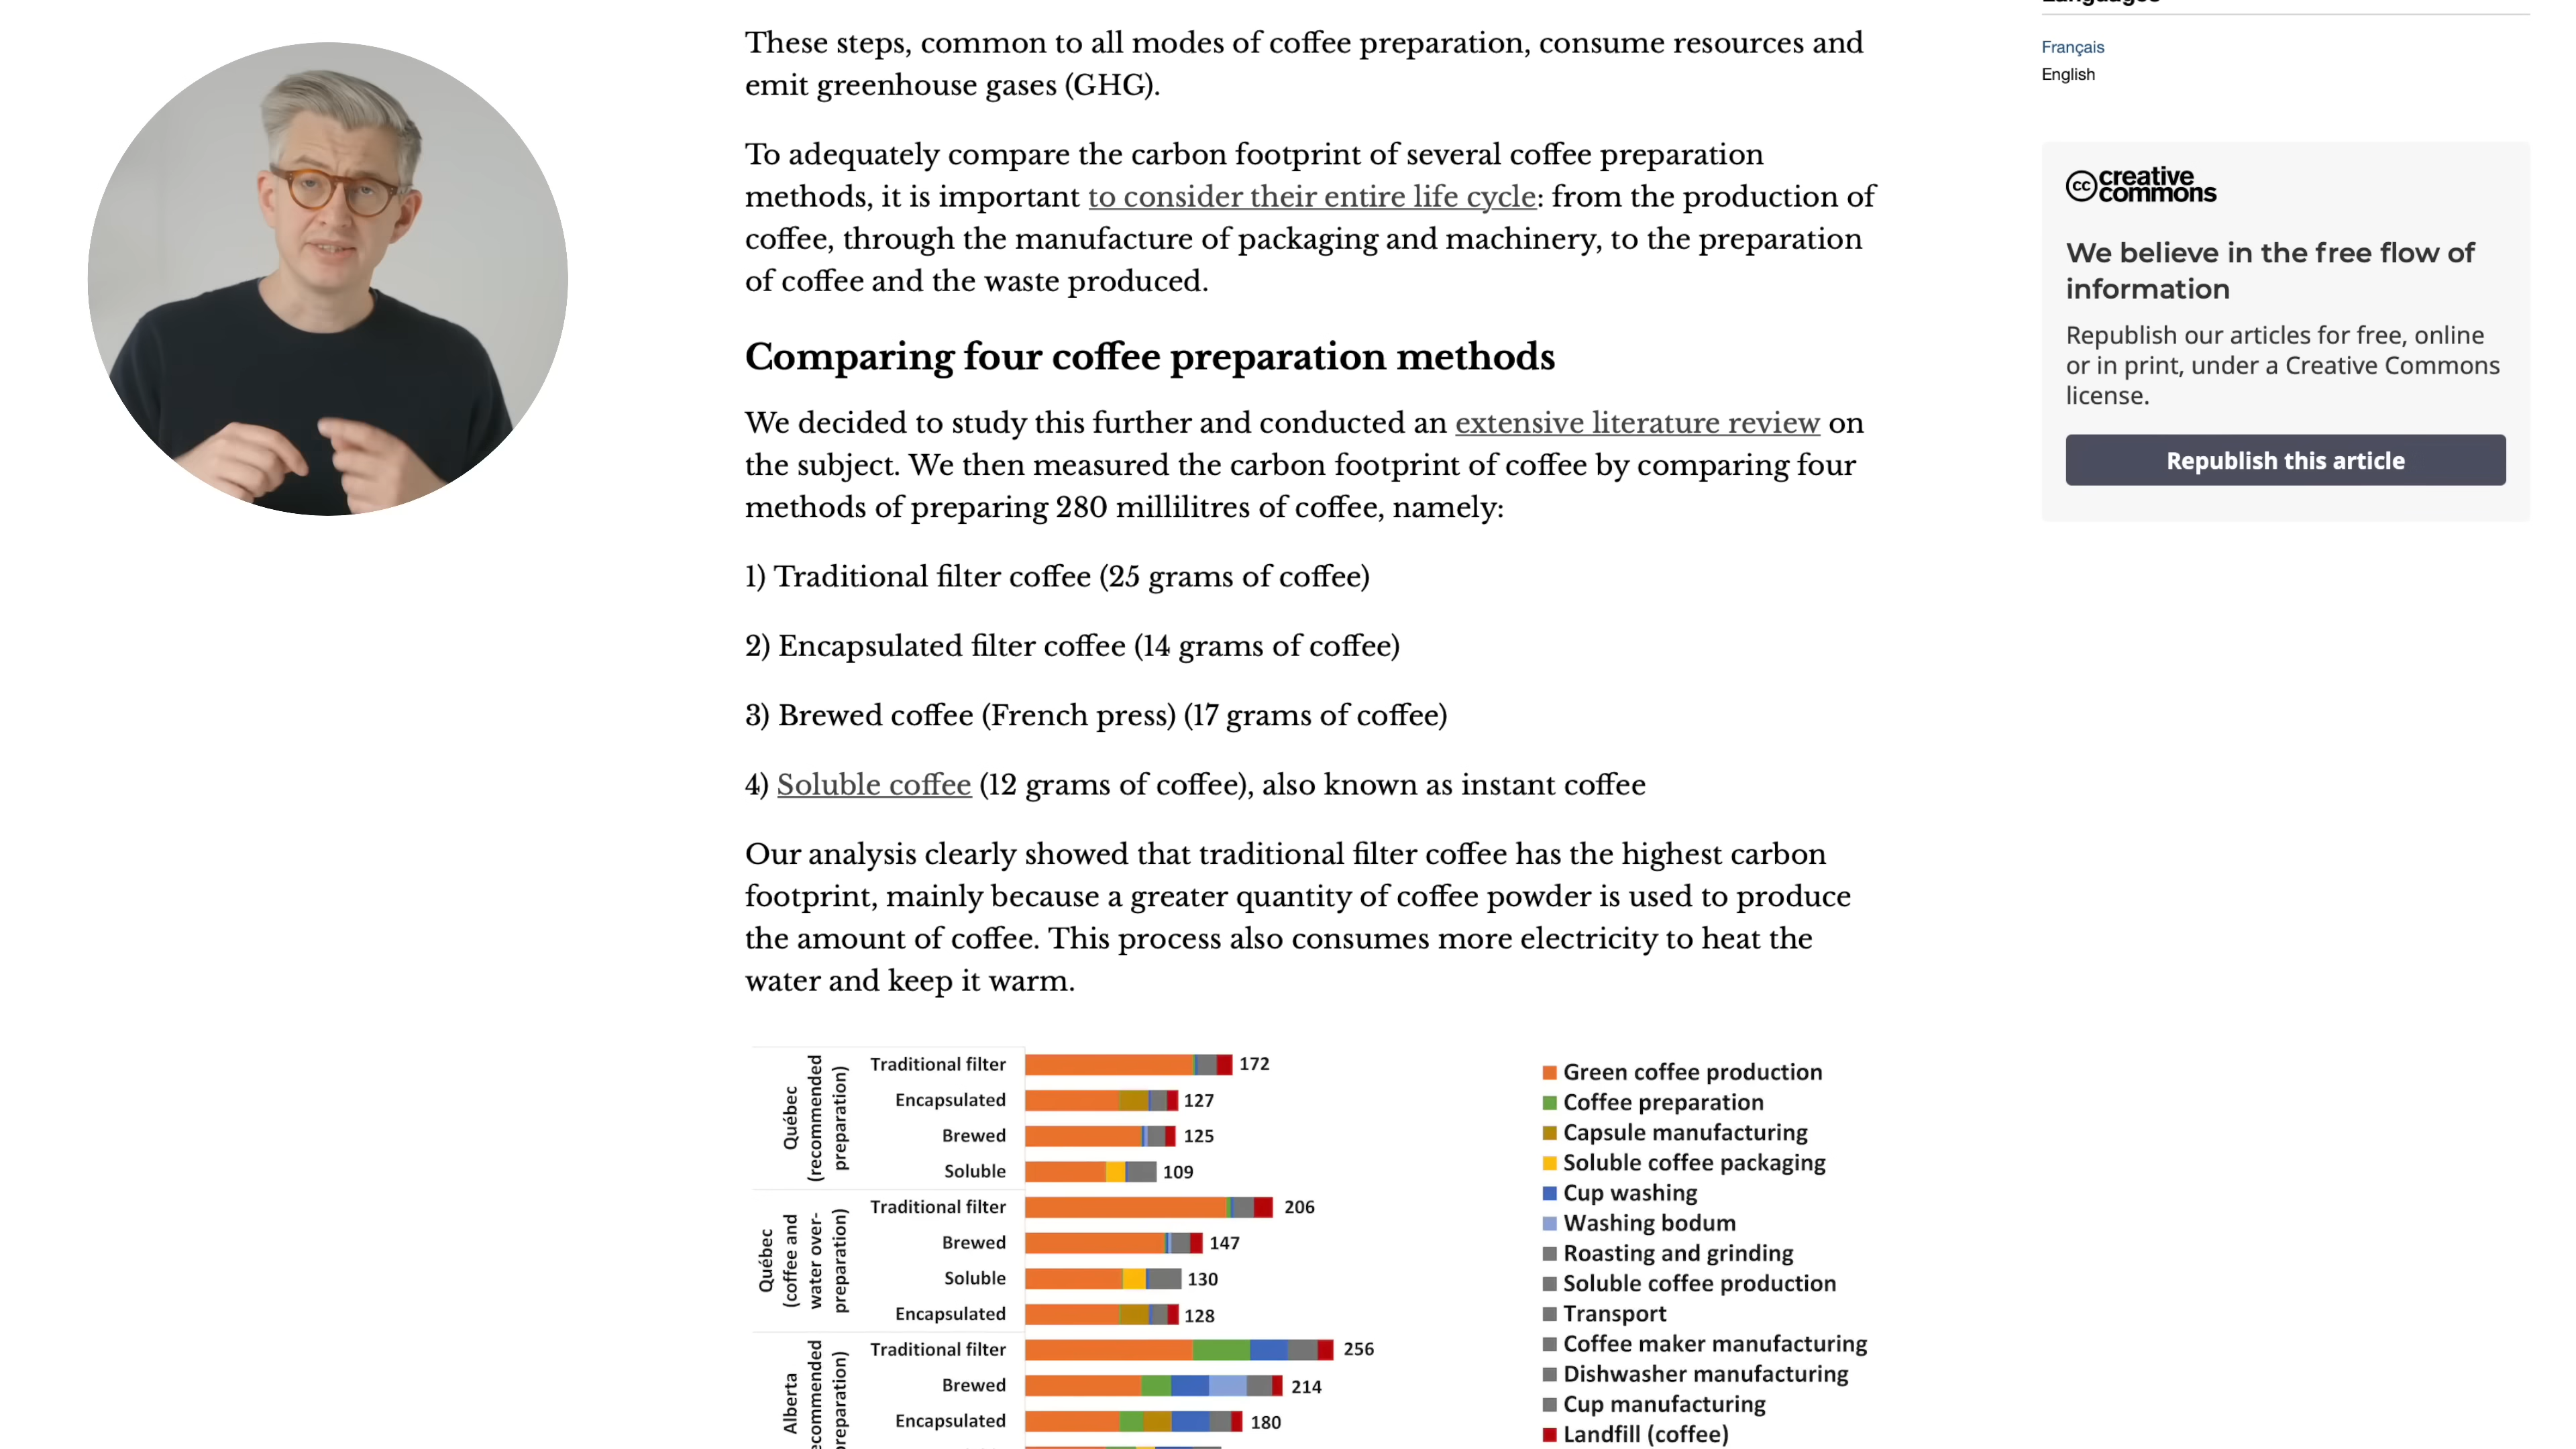 These steps, common to all modes of coffee preparation, consume resources and
emit greenhouse gases (GHG).
To adequately compare the carbon footprint of several coffee preparation
methods, it is important to consider their entire life cycle: from the production of
coffee, through the manufacture of packaging and machinery, to the preparation
of coffee and the waste produced.
Comparing four coffee preparation methods
We decided to study this further and conducted an extensive literature review on
the subject. We then measured the carbon footprint of coffee by comparing four
methods of preparing 280 millilitres of coffee, namely:
1) Traditional filter coffee (25 grams of coffee)
2) Encapsulated filter coffee (14 grams of coffee)
3) Brewed coffee (French press) (17 grams of coffee)
4) Soluble coffee (12 grams of coffee), also known as instant coffee
Our analysis clearly showed that traditional filter coffee has the highest carbon
footprint, mainly because a greater quantity of coffee powder is used to produce
the amount of coffee. This process also consumes more electricity to heat the
water and keep it warm.
Québec
(recommended
preparation)
Traditional filter 172
Encapsulated 127
Brewed 125
Soluble 109
Québec
(coffee and
water over-
preparation)
Traditional filter 206
Brewed 147
Soluble 130
Encapsulated 128
Alberta
Traditional filter 256
Brewed 214
Encapsulated 180
Green coffee production
Coffee preparation
Capsule manufacturing
Soluble coffee packaging
Cup washing
Washing bodum
Roasting and grinding
Soluble coffee production
Transport
Coffee maker manufacturing
Dishwasher manufacturing
Cup manufacturing
Landfill (coffee)
Languages
Français
English
cc creative
commons
We believe in the free flow of
information
Republish our articles for free, online
or in print, under a Creative Commons
license.
Republish this article